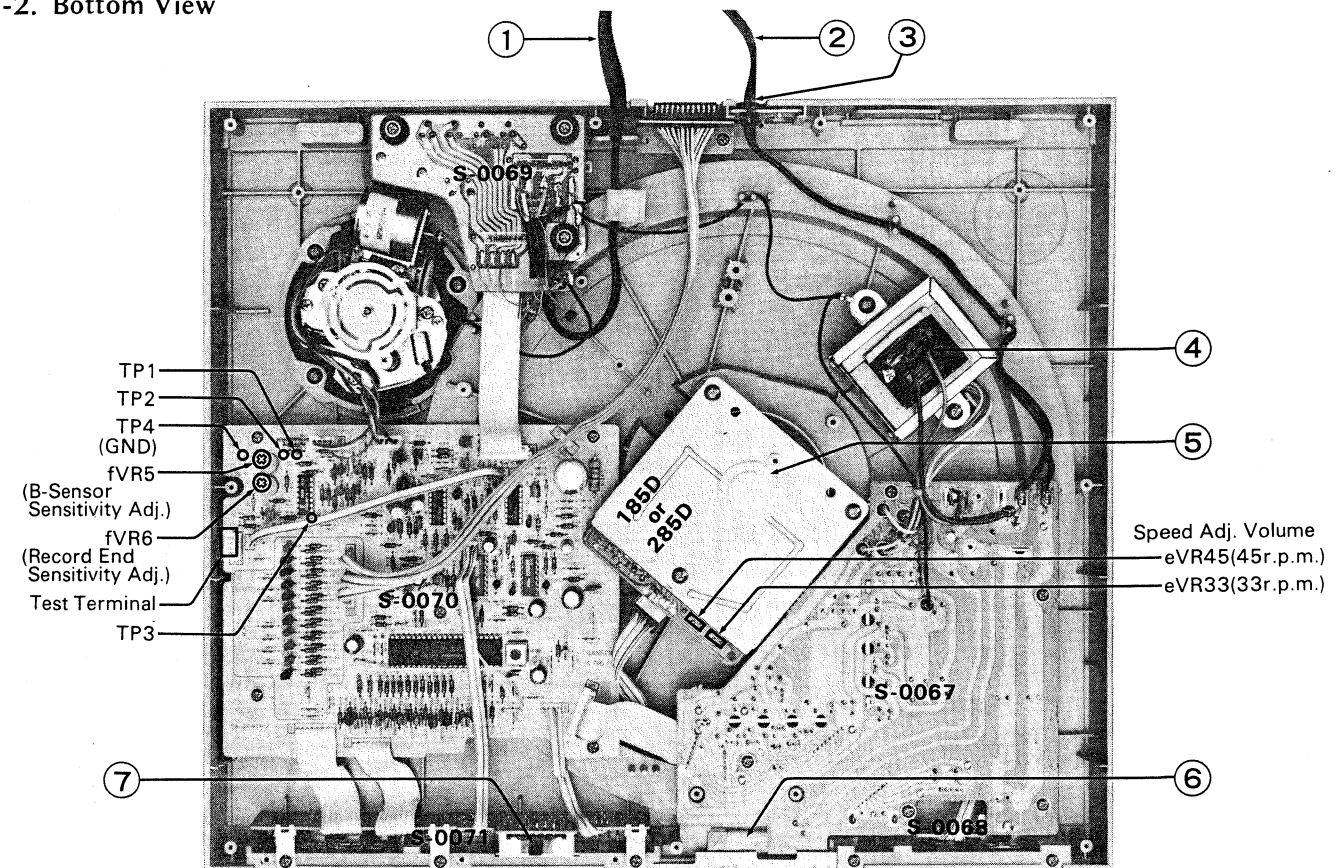 -2. Bottom View
1
2
3
S-0069
4
TP1
TP2
TP4
(GND)
fVR5
(B-Sensor
Sensitivity Adj.)
fVR6
(Record End
Sensitivity Adj.)
Test Terminal
TP3
5
185D
or
285D
Speed Adj. Volume
eVR45(45r.p.m.)
eVR33(33r.p.m.)
S-0070
S-0067
7
6
S-0071
S-0068